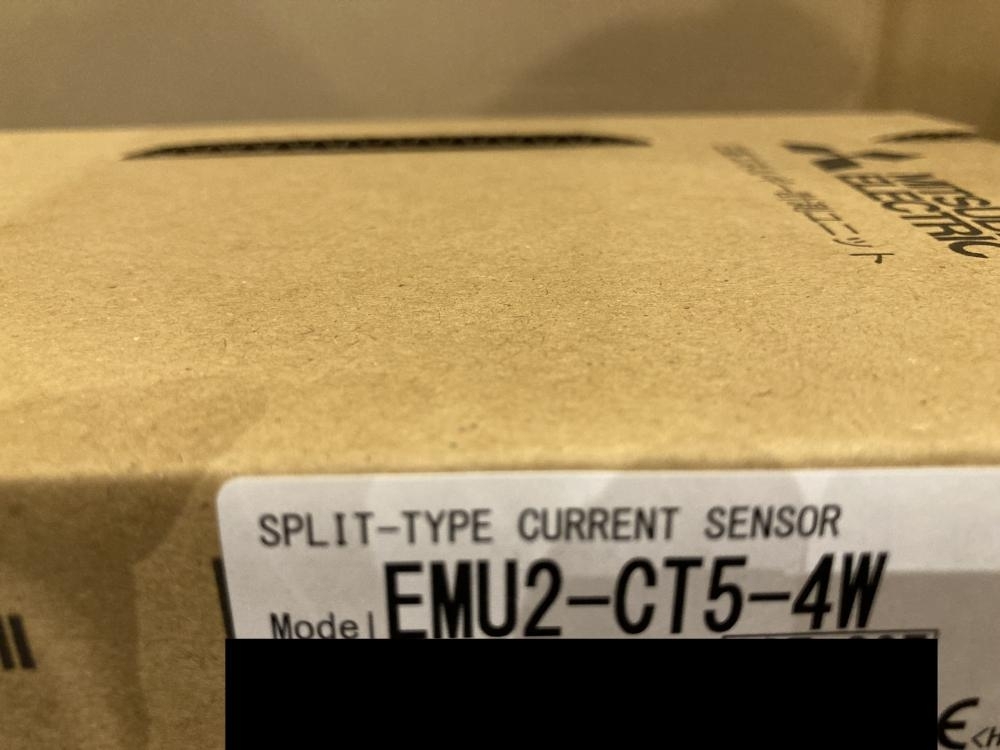 MITSUBISHI
ELECTRIC
SPLIT-TYPE CURRENT SENSOR
Model EMU2-CT5-4W